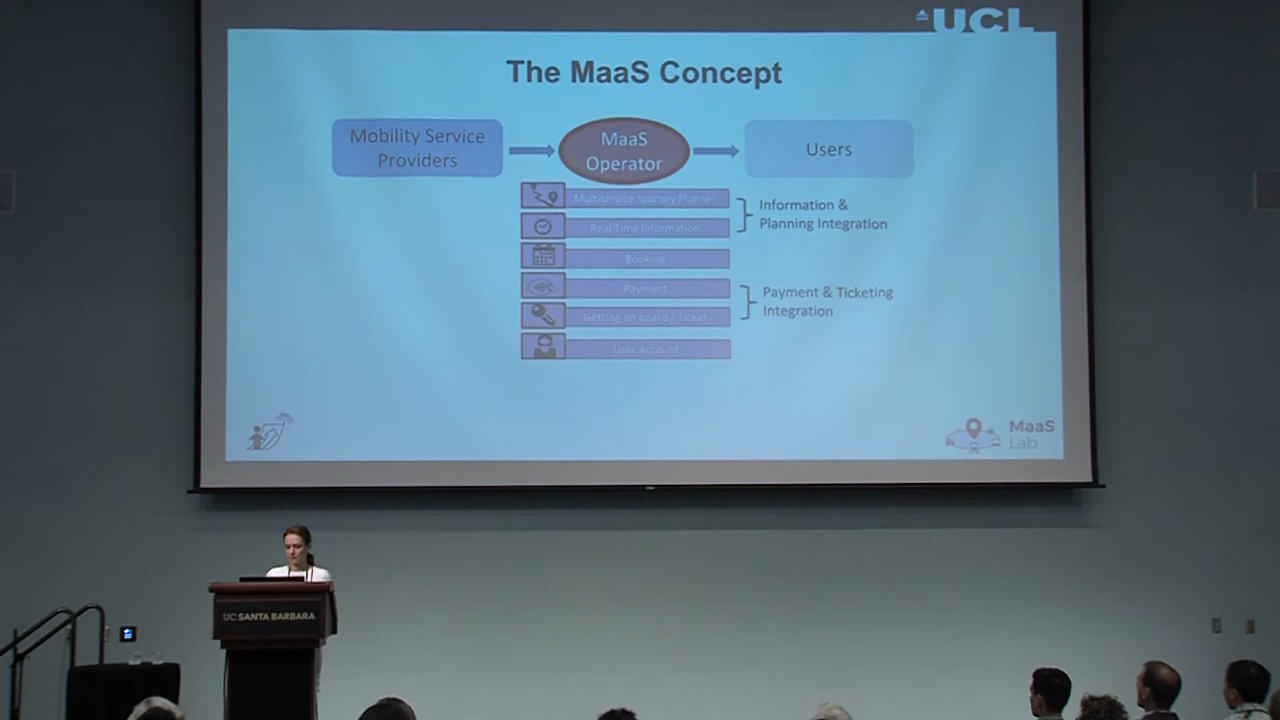 UCL
The MaaS Concept
Mobility Service
Providers
MaaS
Operator
Users
Multiservice Journey Planner
Real Time Information
Booking
Payment
Getting on board / Ticket
User Account
Information &
Planning Integration
Payment & Ticketing
Integration
MaaS
Lab
UC SANTA BARBARA